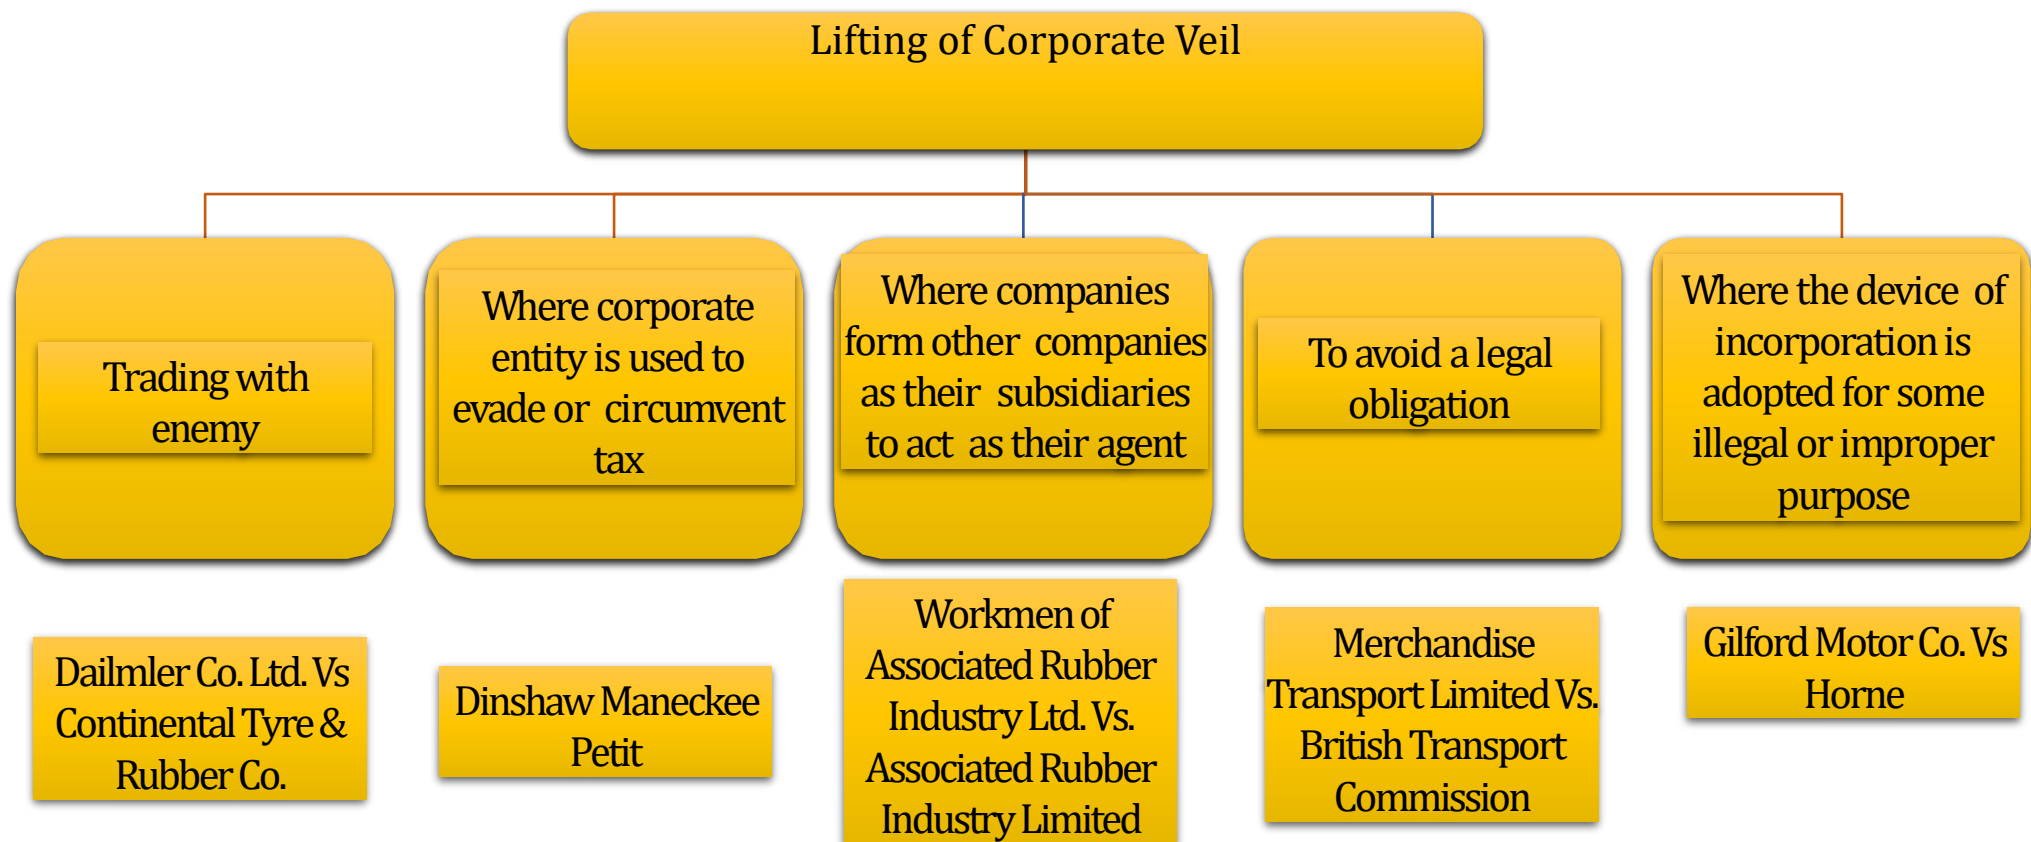 Lifting of Corporate Veil
Trading with
enemy
Where corporate
entity is used to
evade or circumvent
tax
Where companies
form other companies
as their subsidiaries
to act as their agent
To avoid a legal
obligation
Where the device of
incorporation is
adopted for some
illegal or improper
purpose
Dailmler Co. Ltd. Vs
Continental Tyre &
Rubber Co.
Dinshaw Maneckee
Petit
Workmen of
Associated Rubber
Industry Ltd. Vs.
Associated Rubber
Industry Limited
Merchandise
Transport Limited Vs.
British Transport
Commission
Gilford Motor Co. Vs
Horne